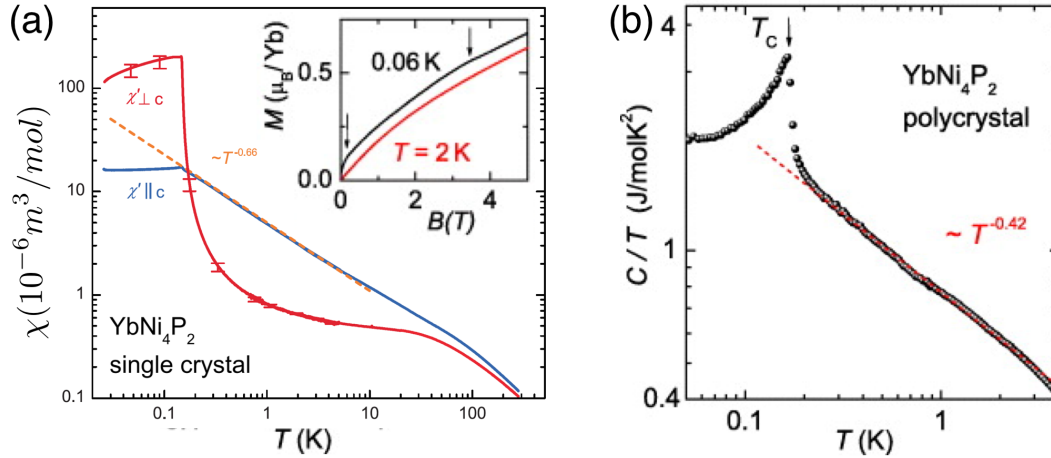 (a)
χ(10⁻⁶m³/mol)
100
10
1
0.1
χ'⊥c
χ'∥c
~T⁻⁰·⁶⁶
YbNi₄P₂
single crystal
0.1
1
10
100
T (K)
M (μ_B/Yb)
0.5
0.0
0.06 K
T = 2 K
0
2
4
B(T)
(b)
C / T (J/molK²)
4
1
0.4
T_C
YbNi₄P₂
polycrystal
~ T⁻⁰·⁴²
0.1
1
T (K)